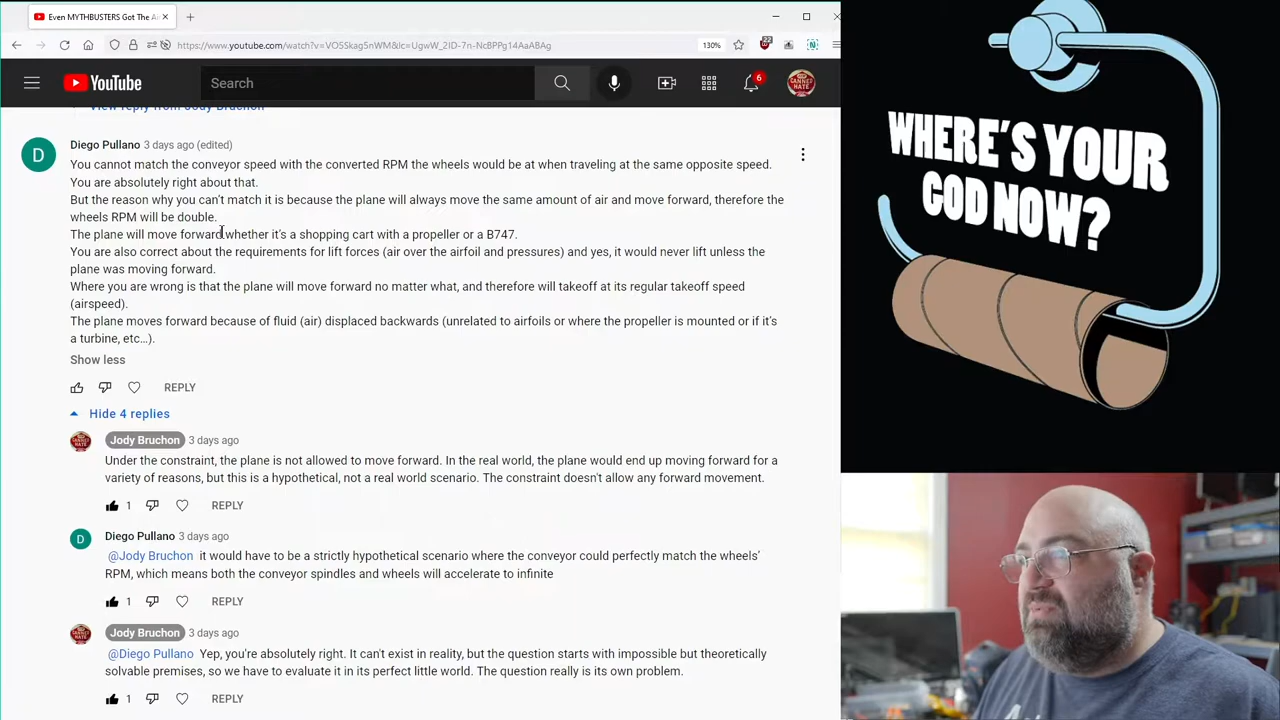 Even MYTHBUSTERS Got The Ai
https://www.youtube.com/watch?v=VO5SkagSnWM&lc=UgwW_2ID-7n-NcBPPg14AaABAg
130%
22
N
YouTube
Search
6
View reply from Jody Bruchon
D
Diego Pullano 3 days ago (edited)
You cannot match the conveyor speed with the converted RPM the wheels would be at when traveling at the same opposite speed.
You are absolutely right about that.
But the reason why you can't match it is because the plane will always move the same amount of air and move forward, therefore the
wheels RPM will be double.
The plane will move forward whether it's a shopping cart with a propeller or a B747.
You are also correct about the requirements for lift forces (air over the airfoil and pressures) and yes, it would never lift unless the
plane was moving forward.
Where you are wrong is that the plane will move forward no matter what, and therefore will takeoff at its regular takeoff speed
(airspeed).
The plane moves forward because of fluid (air) displaced backwards (unrelated to airfoils or where the propeller is mounted or if it's
a turbine, etc...).
Show less
REPLY
Hide 4 replies
Jody Bruchon 3 days ago
Under the constraint, the plane is not allowed to move forward. In the real world, the plane would end up moving forward for a
variety of reasons, but this is a hypothetical, not a real world scenario. The constraint doesn't allow any forward movement.
1 REPLY
D
Diego Pullano 3 days ago
@Jody Bruchon it would have to be a strictly hypothetical scenario where the conveyor could perfectly match the wheels'
RPM, which means both the conveyor spindles and wheels will accelerate to infinite
1 REPLY
Jody Bruchon 3 days ago
@Diego Pullano Yep, you're absolutely right. It can't exist in reality, but the question starts with impossible but theoretically
solvable premises, so we have to evaluate it in its perfect little world. The question really is its own problem.
1 REPLY
WHERE'S YOUR
GOD NOW?